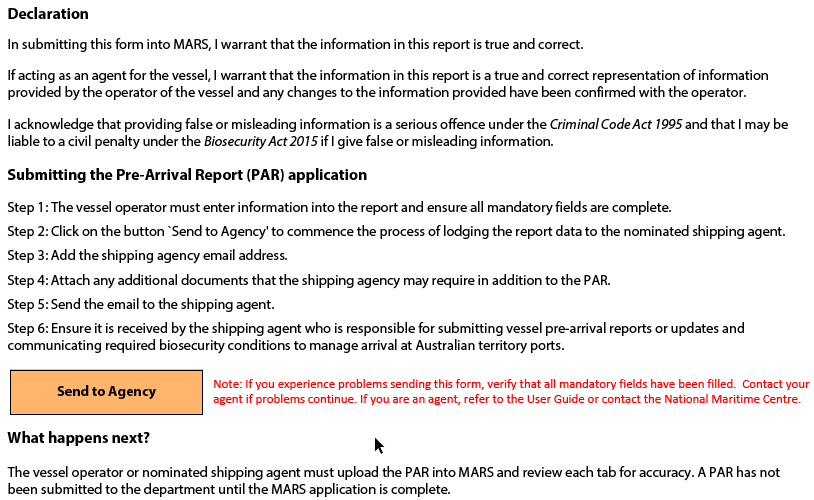 Declaration
In submitting this form into MARS, I warrant that the information in this report is true and correct.
If acting as an agent for the vessel, I warrant that the information in this report is a true and correct representation of information
provided by the operator of the vessel and any changes to the information provided have been confirmed with the operator.
I acknowledge that providing false or misleading information is a serious offence under the Criminal Code Act 1995 and that I may be
liable to a civil penalty under the Biosecurity Act 2015 if I give false or misleading information.
Submitting the Pre-Arrival Report (PAR) application
Step 1: The vessel operator must enter information into the report and ensure all mandatory fields are complete.
Step 2: Click on the button `Send to Agency' to commence the process of lodging the report data to the nominated shipping agent.
Step 3: Add the shipping agency email address.
Step 4: Attach any additional documents that the shipping agency may require in addition to the PAR.
Step 5: Send the email to the shipping agent.
Step 6: Ensure it is received by the shipping agent who is responsible for submitting vessel pre-arrival reports or updates and
communicating required biosecurity conditions to manage arrival at Australian territory ports.
Send to Agency
Note: If you experience problems sending this form, verify that all mandatory fields have been filled.  Contact your
agent if problems continue. If you are an agent, refer to the User Guide or contact the National Maritime Centre.
What happens next?
The vessel operator or nominated shipping agent must upload the PAR into MARS and review each tab for accuracy. A PAR has not
been submitted to the department until the MARS application is complete.